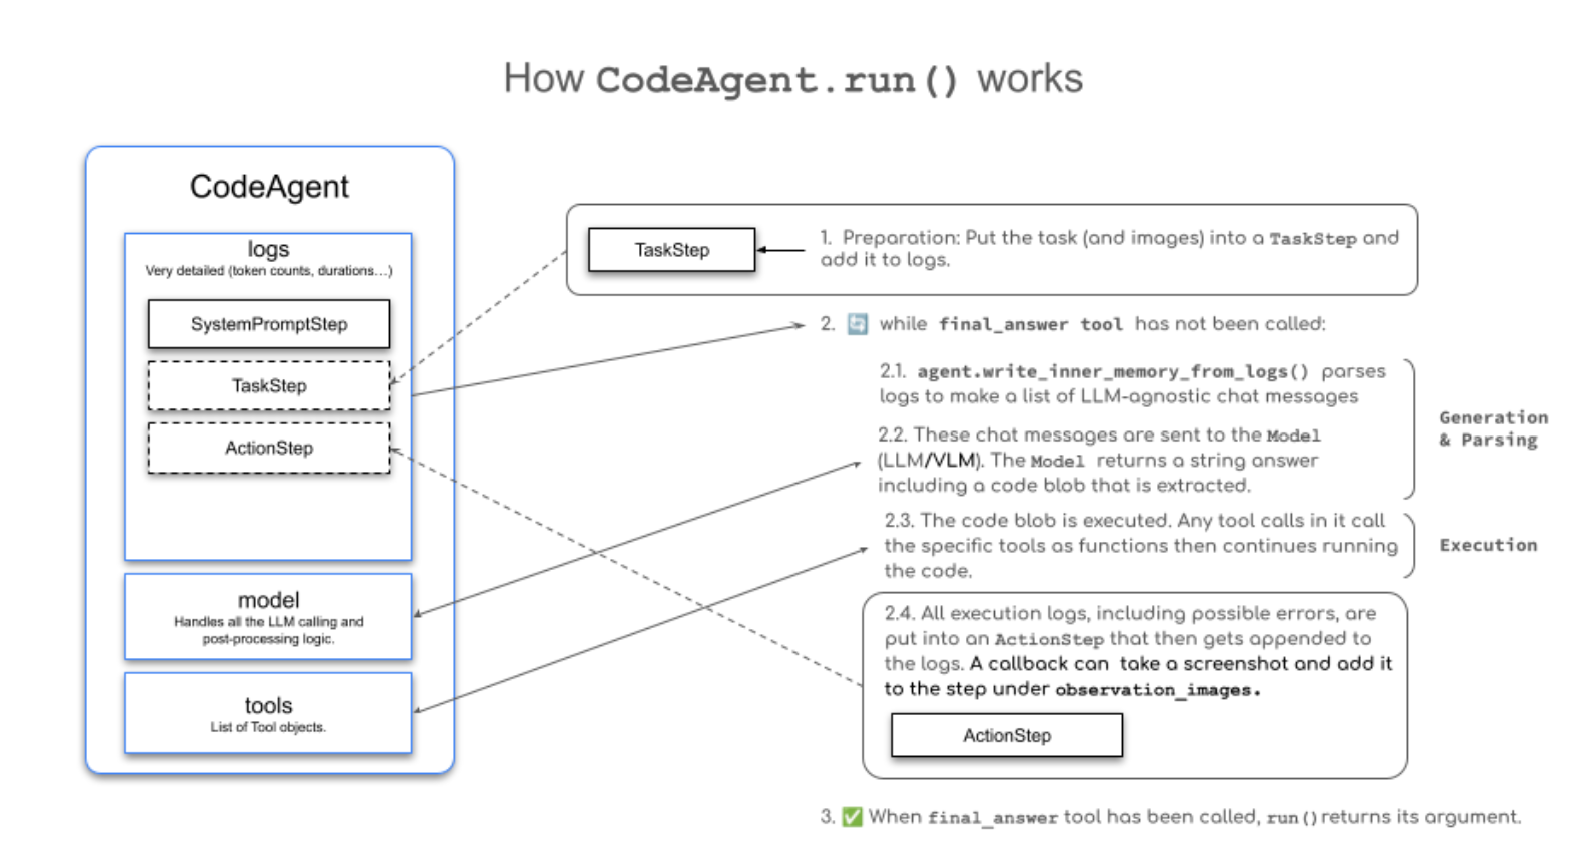 How CodeAgent.run() works
CodeAgent
logs
Very detailed (token counts, durations...)
SystemPromptStep
TaskStep
ActionStep
model
Handles all the LLM calling and
post-processing logic.
tools
List of Tool objects.
TaskStep
1. Preparation: Put the task (and images) into a TaskStep and
add it to logs.
2. 🔄 while final_answer tool has not been called:
2.1. agent.write_inner_memory_from_logs() parses
logs to make a list of LLM-agnostic chat messages
2.2. These chat messages are sent to the Model
(LLM/VLM). The Model returns a string answer
including a code blob that is extracted.
Generation
& Parsing
2.3. The code blob is executed. Any tool calls in it call
the specific tools as functions then continues running
the code.
Execution
2.4. All execution logs, including possible errors, are
put into an ActionStep that then gets appended to
the logs. A callback can take a screenshot and add it
to the step under observation_images.
ActionStep
3. ✅ When final_answer tool has been called, run() returns its argument.